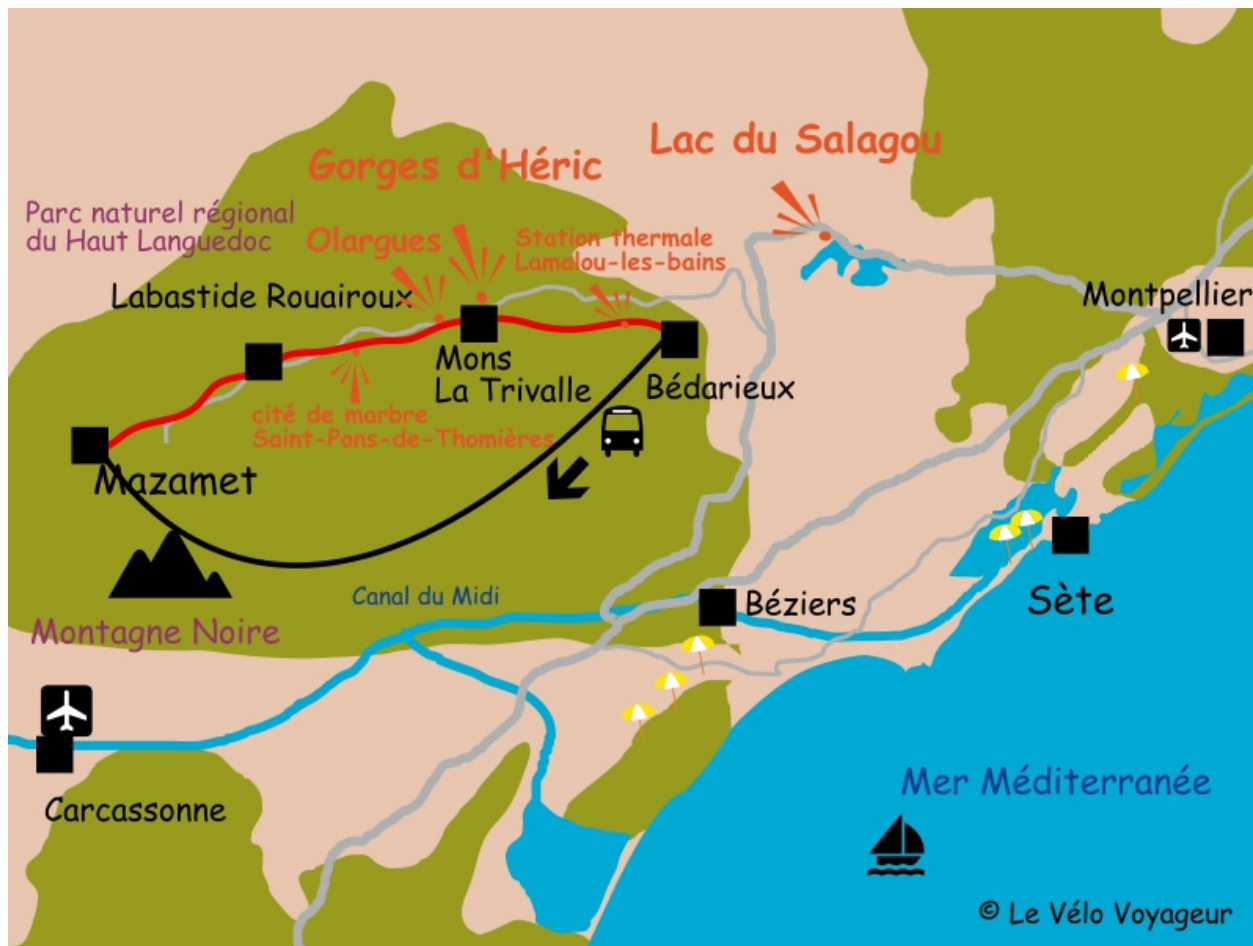 Lac du Salagou
Gorges d'Héric
Parc naturel régional
du Haut Languedoc
Olargues
Station thermale
Lamalou-les-bains
Labastide Rouairoux
Montpellier
Mons
La Trivalle
Bédarieux
cité de marbre
Saint-Pons-de-Thomières
Mazamet
Canal du Midi
Béziers
Sète
Montagne Noire
Mer Méditerranée
Carcassonne
© Le Vélo Voyageur